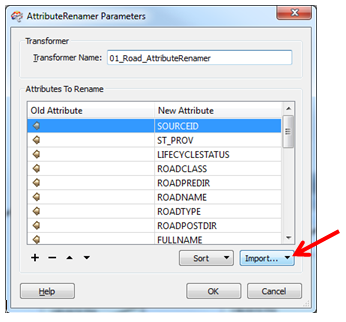 AttributeRenamer Parameters
Transformer
Transformer Name: 01_Road_AttributeRenamer
Attributes To Rename
Old Attribute New Attribute
SOURCEID
ST_PROV
LIFECYCLESTATUS
ROADCLASS
ROADPREDIR
ROADNAME
ROADTYPE
ROADPOSTDIR
FULLNAME
Sort Import...
Help OK Cancel